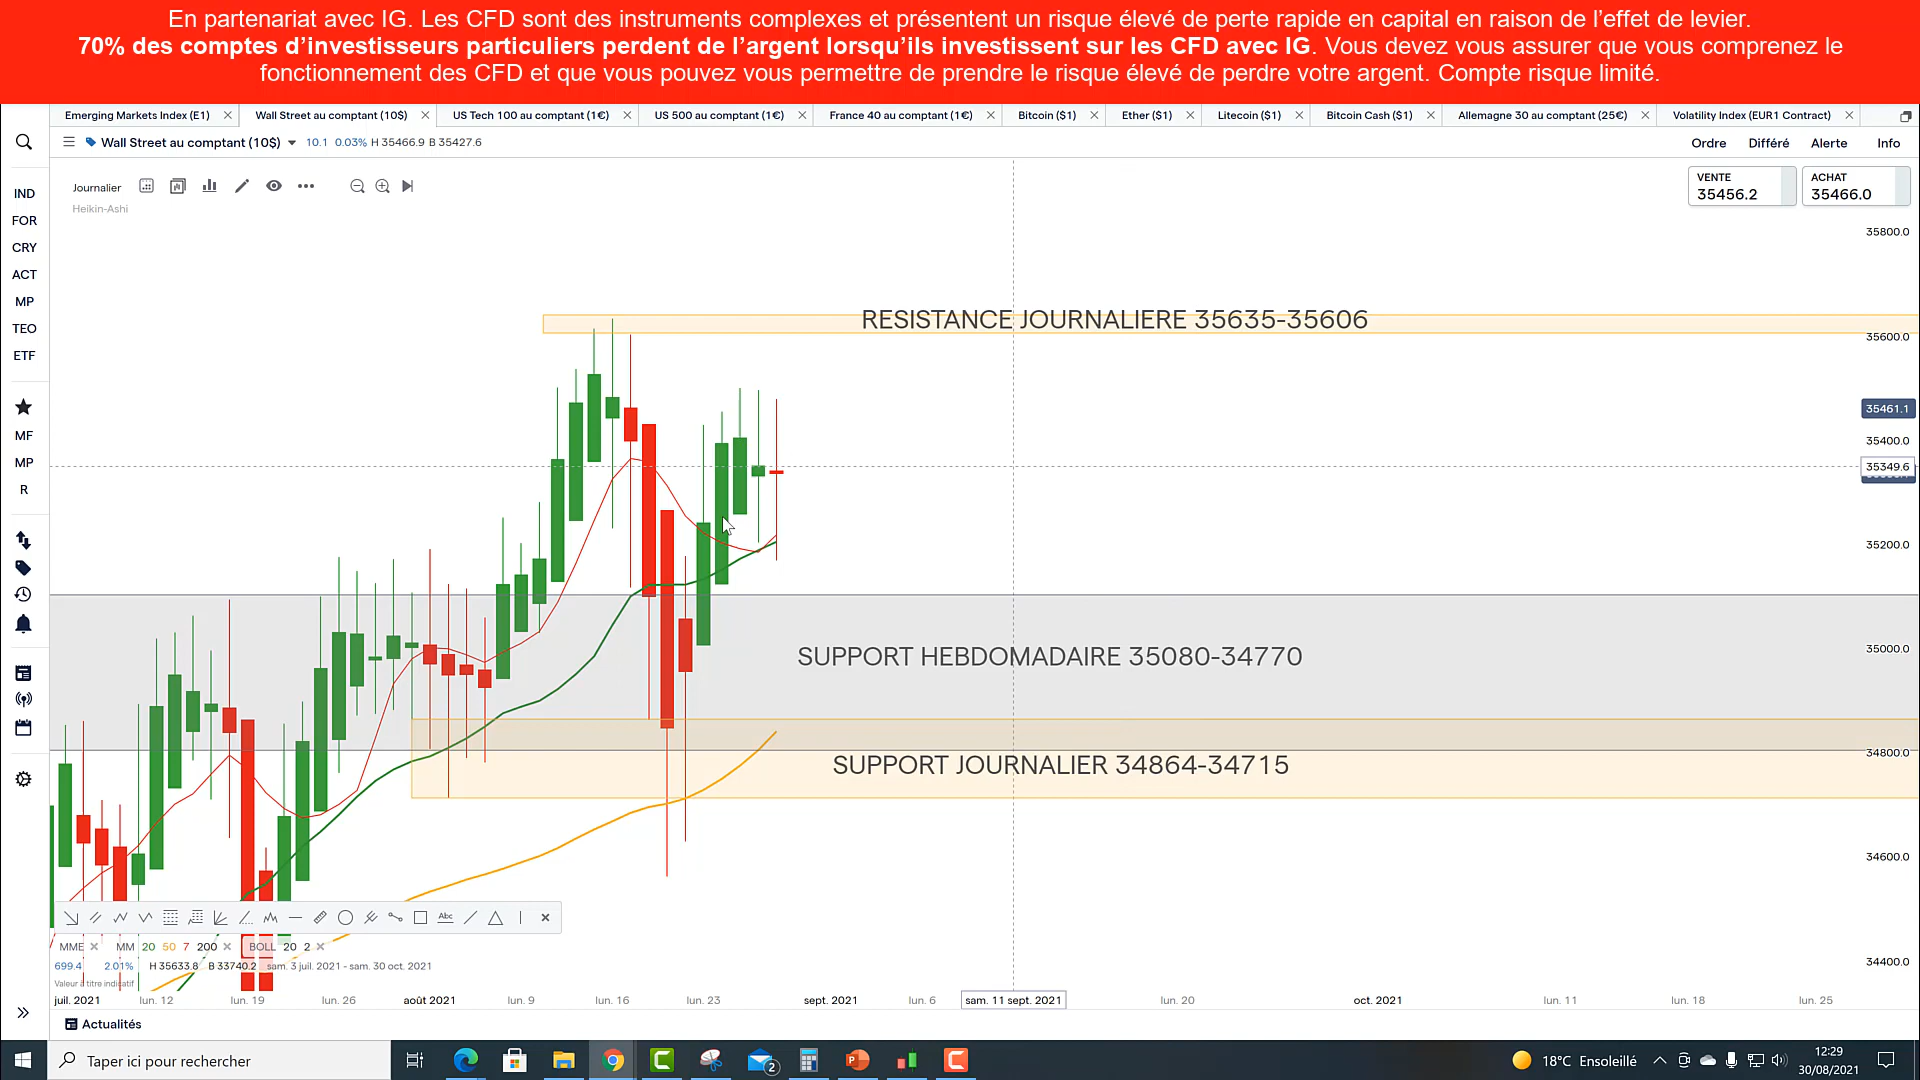 En partenariat avec IG. Les CFD sont des instruments complexes et présentent un risque élevé de perte rapide en capital en raison de l'effet de levier.
70% des comptes d'investisseurs particuliers perdent de l'argent lorsqu'ils investissent sur les CFD avec IG. Vous devez vous assurer que vous comprenez le
fonctionnement des CFD et que vous pouvez vous permettre de prendre le risque élevé de perdre votre argent. Compte risque limité.
Emerging Markets Index (E1) Wall Street au comptant (10$) US Tech 100 au comptant (1€) US 500 au comptant (1€) France 40 au comptant (1€) Bitcoin ($1) Ether ($1) Litecoin ($1) Bitcoin Cash ($1) Allemagne 30 au comptant (25€) Volatility Index (EUR1 Contract)
Wall Street au comptant (10$) 10.1 0.03% H 35466.9 B 35427.6 Ordre Différé Alerte Info
VENTE ACHAT
35456.2 35466.0
Journalier
Heikin-Ashi
IND
FOR
CRY
ACT
MP
TEO
ETF
MF
MP
R
35800.0
RESISTANCE JOURNALIERE 35635-35606
35600.0
35461.1
35400.0
35349.6
35200.0
SUPPORT HEBDOMADAIRE 35080-34770
35000.0
34800.0
SUPPORT JOURNALIER 34864-34715
34600.0
34400.0
Abc
MME MM 20 50 7 200 BOLL 20 2
699.4 2.01% H 35633.8 B 33740.2 sam. 3 juil. 2021 - sam. 30 oct. 2021
Valeur à titre indicatif
juil. 2021 lun. 12 lun. 19 lun. 26 août 2021 lun. 9 lun. 16 lun. 23 sept. 2021 lun. 6 sam. 11 sept. 2021 lun. 20 oct. 2021 lun. 11 lun. 18 lun. 25
Actualités
Taper ici pour rechercher
2
18°C Ensoleillé
12:29
30/08/2021